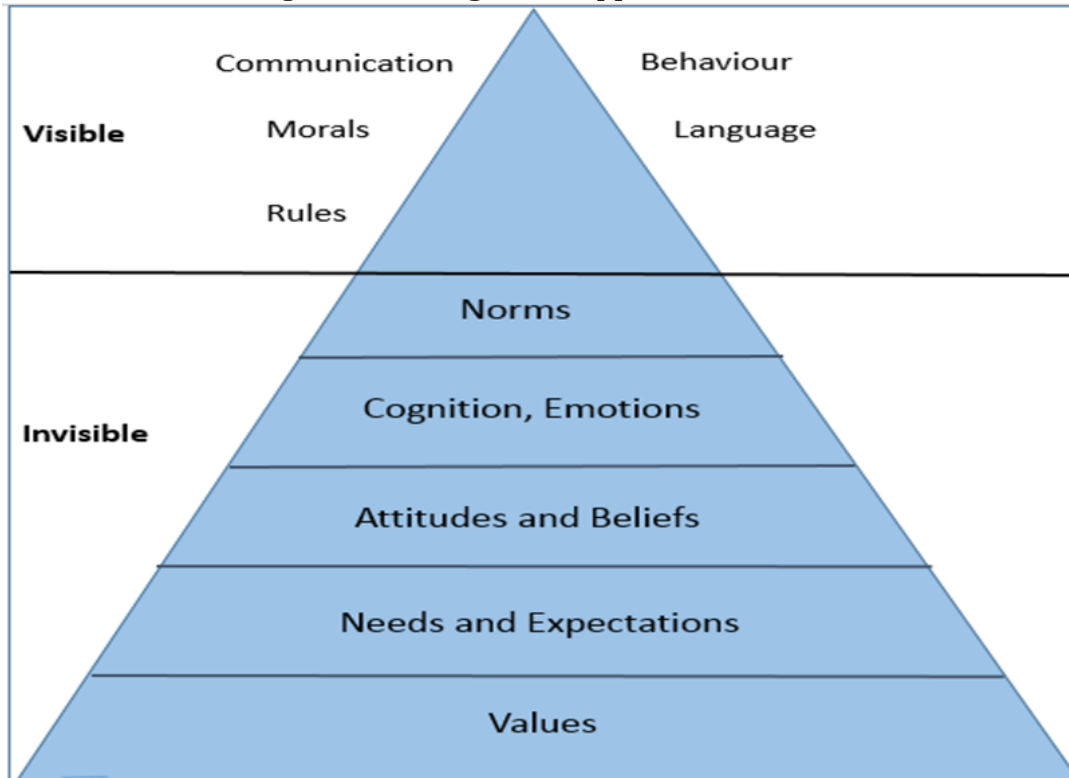 Communication
Behaviour
Visible
Morals
Language
Rules
Norms
Cognition, Emotions
Invisible
Attitudes and Beliefs
Needs and Expectations
Values